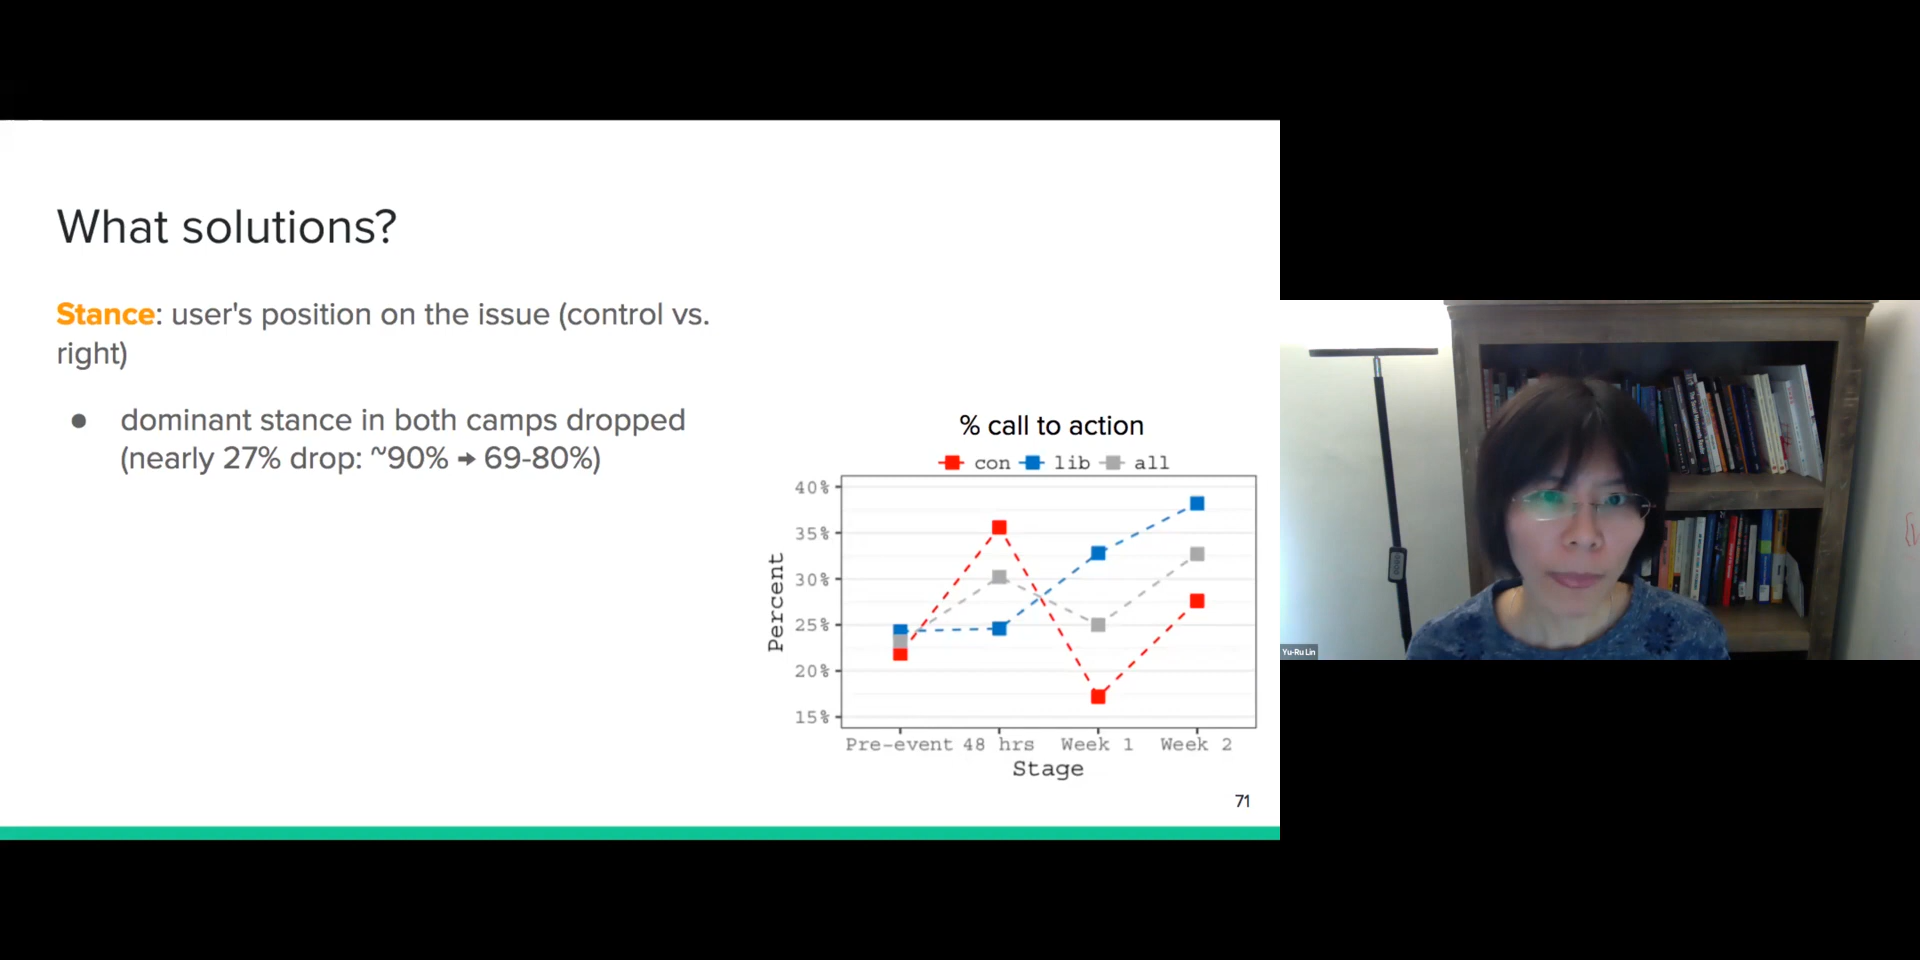 What solutions?
Stance: user's position on the issue (control vs.
right)
● dominant stance in both camps dropped
(nearly 27% drop: ~90% → 69-80%)
% call to action
con lib all
40%
35%
30%
25%
20%
15%
Percent
Pre-event 48 hrs Week 1 Week 2
Stage
71
Yu-Ru Lin